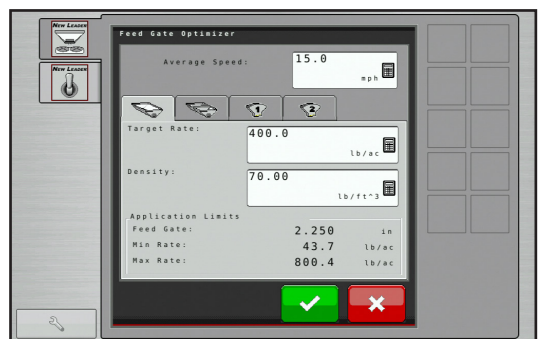 NEW LEADER
NEW LEADER
Feed Gate Optimizer
Average Speed:
15.0
mph
1
2
Target Rate:
400.0
lb/ac
Density:
70.00
lb/ft^3
Application Limits
Feed Gate: 2.250 in
Min Rate: 43.7 lb/ac
Max Rate: 800.4 lb/ac